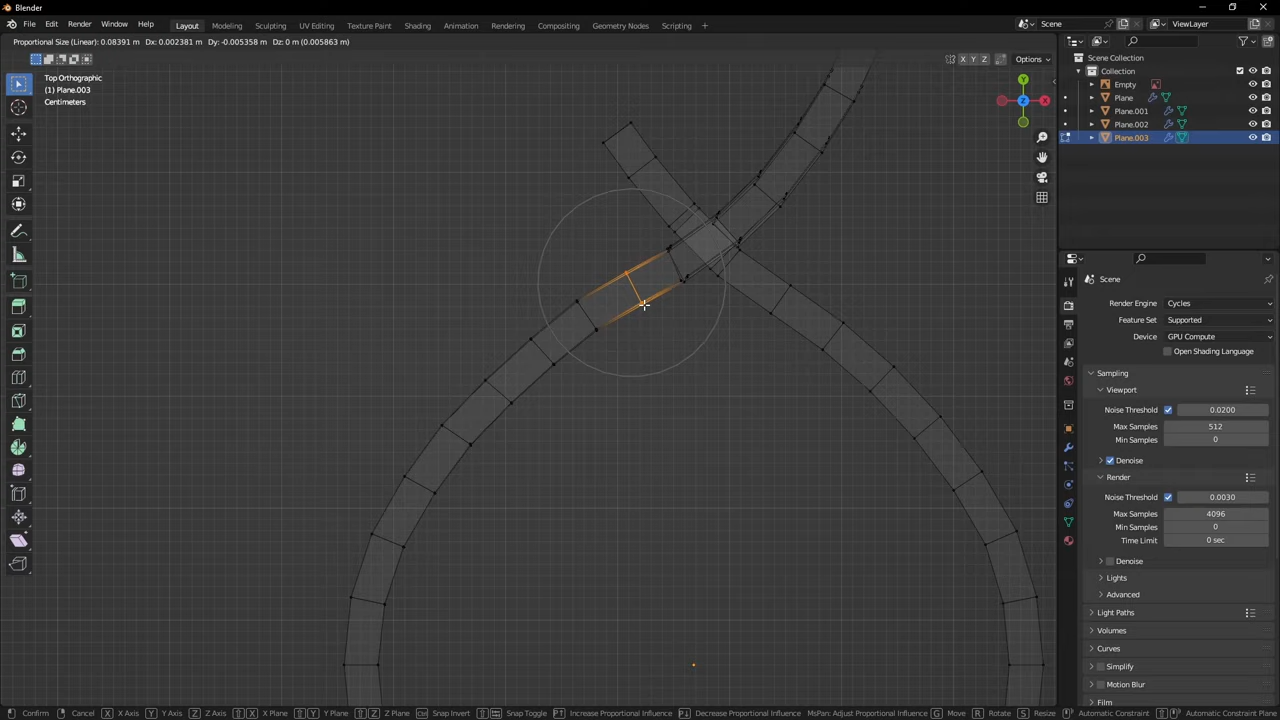 Blender
File Edit Render Window Help Layout Modeling Sculpting UV Editing Texture Paint Shading Animation Rendering Compositing Geometry Nodes Scripting + Scene ViewLayer
Proportional Size (Linear): 0.08391 m Dx: 0.002381 m Dy: -0.005358 m Dz: 0 m (0.005863 m)
X Y Z Options
Top Orthographic
(1) Plane.003
Centimeters
Y
X
Z
Scene Collection
Collection
Empty
Plane
Plane.001
Plane.002
Plane.003
Scene
Render Engine Cycles
Feature Set Supported
Device GPU Compute
Open Shading Language
Sampling
Viewport
Noise Threshold 0.0200
Max Samples 512
Min Samples 0
Denoise
Render
Noise Threshold 0.0030
Max Samples 4096
Min Samples 0
Time Limit 0 sec
Denoise
Lights
Advanced
Light Paths
Volumes
Curves
Simplify
Motion Blur
Film
Confirm Cancel X X Axis Y Y Axis Z Z Axis X X Plane Y Y Plane Z Z Plane Ctrl Snap Invert Snap Toggle Increase Proportional Influence Decrease Proportional Influence MsPan: Adjust Proportional Influence G Move R Rotate S Resize Automatic Constraint Automatic Constraint Plane